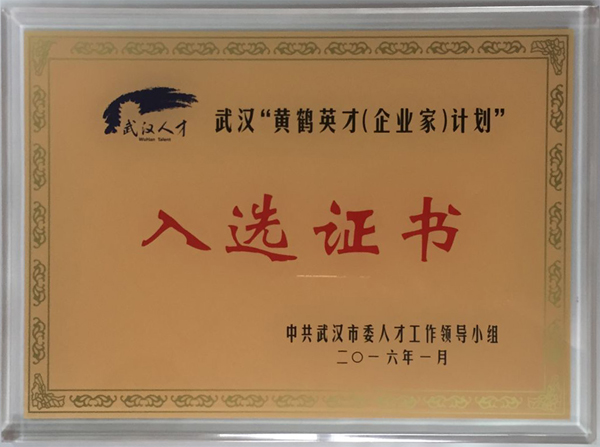 武汉人才
Wuhan Talent
武汉“黄鹤英才(企业家)计划”
入选证书
中共武汉市委人才工作领导小组
二〇一六年一月